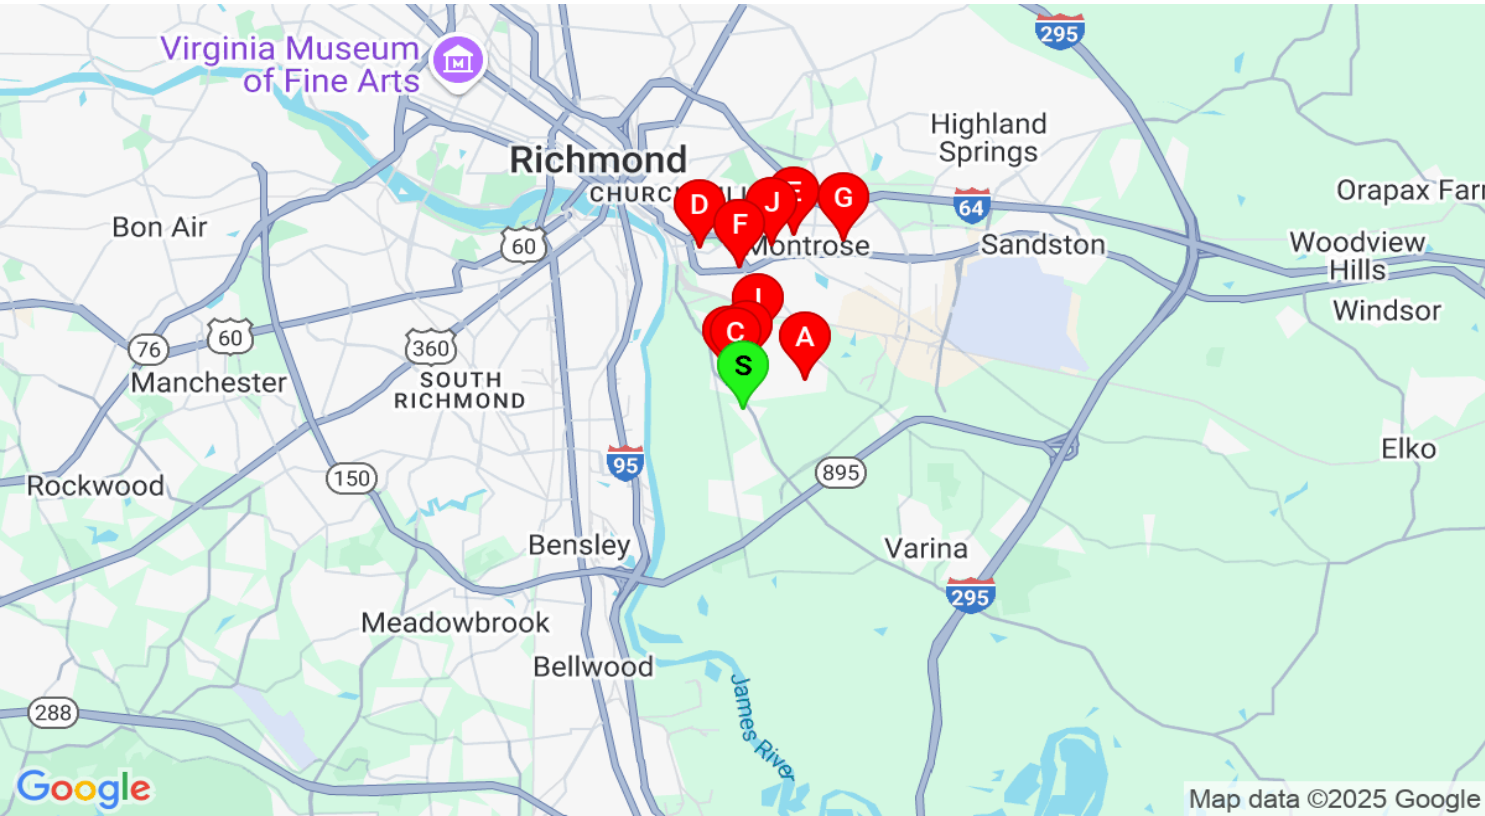 295
Virginia Museum
of Fine Arts
M
Highland
Springs
Richmond
CHURC
Orapax Far
D
J
E
G
64
Bon Air
F
60
Montrose
Sandston
Woodview
Hills
Windsor
76
60
360
C
A
S
Manchester
SOUTH
RICHMOND
Elko
95
895
Rockwood
150
Bensley
Varina
295
Meadowbrook
Bellwood
James River
288
Google
Map data ©2025 Google